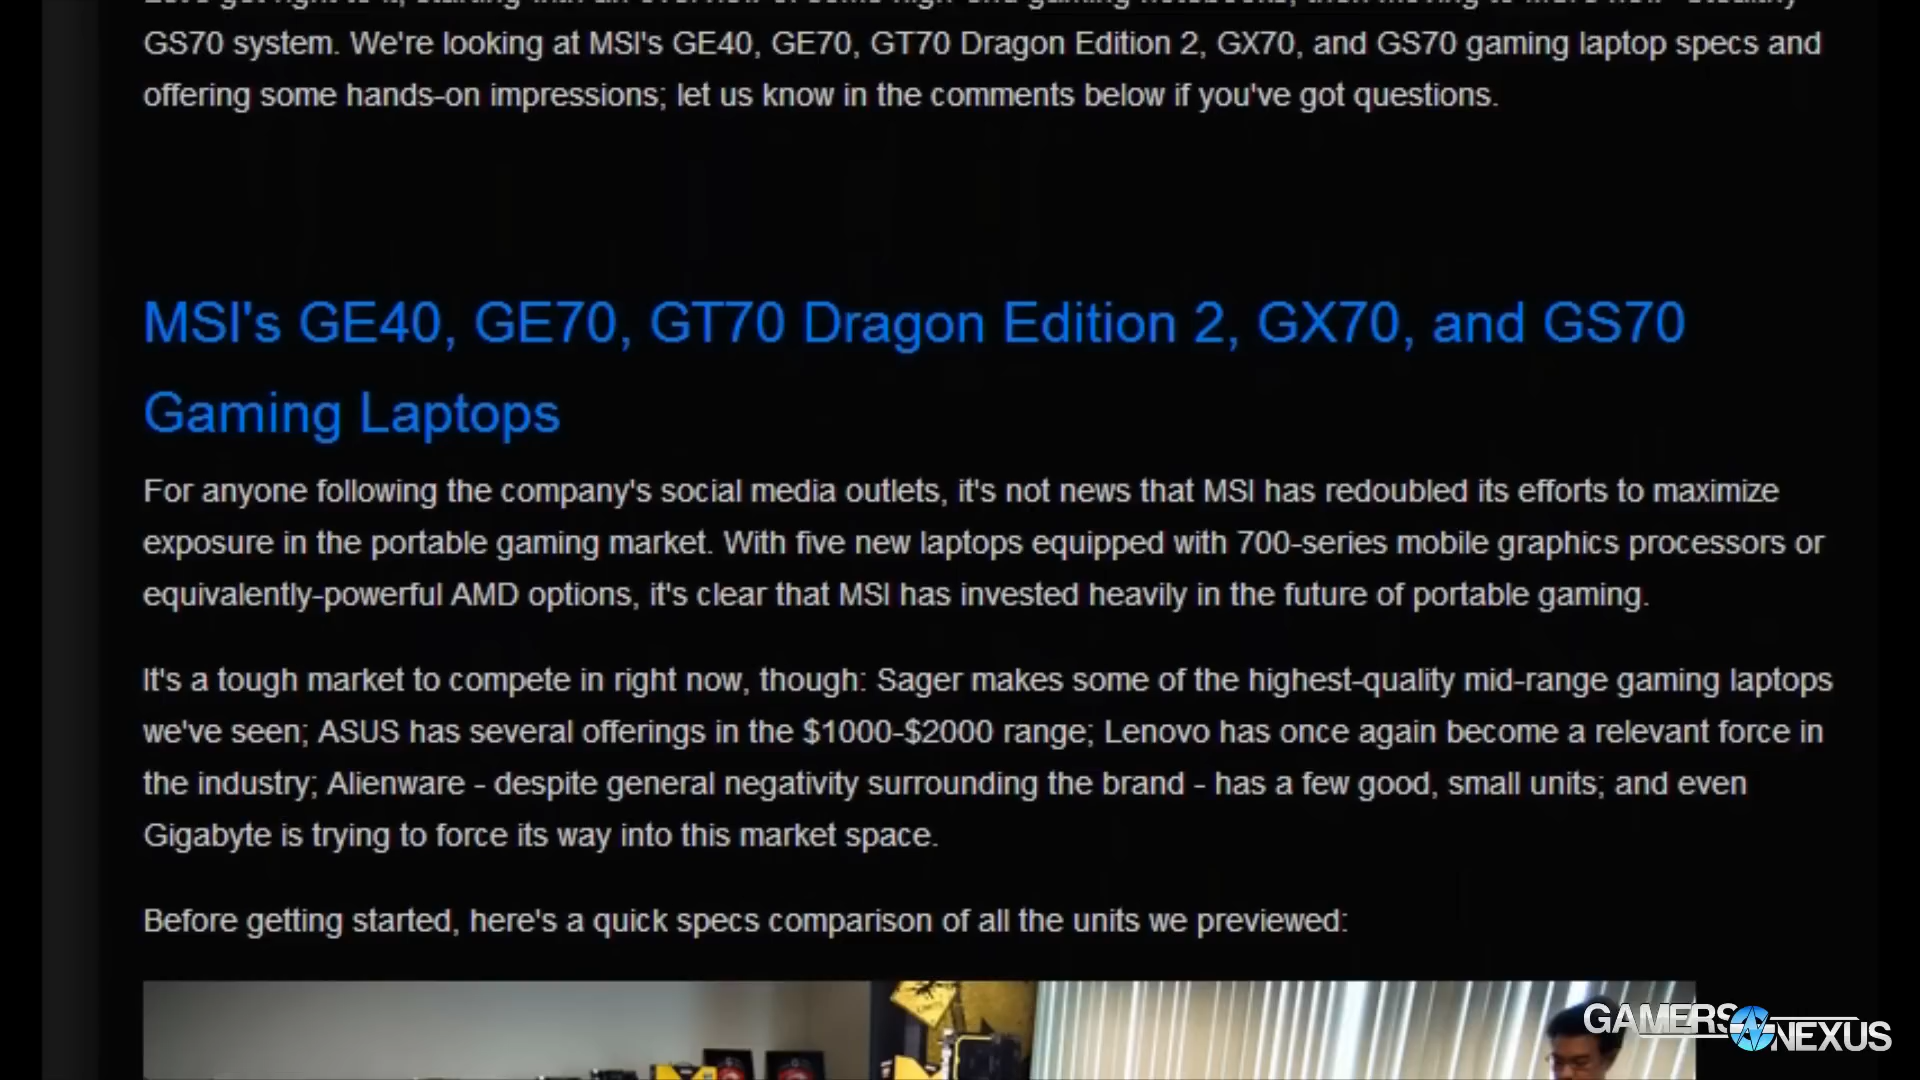 GS70 system. We're looking at MSI's GE40, GE70, GT70 Dragon Edition 2, GX70, and GS70 gaming laptop specs and
offering some hands-on impressions; let us know in the comments below if you've got questions.
MSI's GE40, GE70, GT70 Dragon Edition 2, GX70, and GS70
Gaming Laptops
For anyone following the company's social media outlets, it's not news that MSI has redoubled its efforts to maximize
exposure in the portable gaming market. With five new laptops equipped with 700-series mobile graphics processors or
equivalently-powerful AMD options, it's clear that MSI has invested heavily in the future of portable gaming.
It's a tough market to compete in right now, though: Sager makes some of the highest-quality mid-range gaming laptops
we've seen; ASUS has several offerings in the $1000-$2000 range; Lenovo has once again become a relevant force in
the industry; Alienware - despite general negativity surrounding the brand - has a few good, small units; and even
Gigabyte is trying to force its way into this market space.
Before getting started, here's a quick specs comparison of all the units we previewed:
GAMERS NEXUS